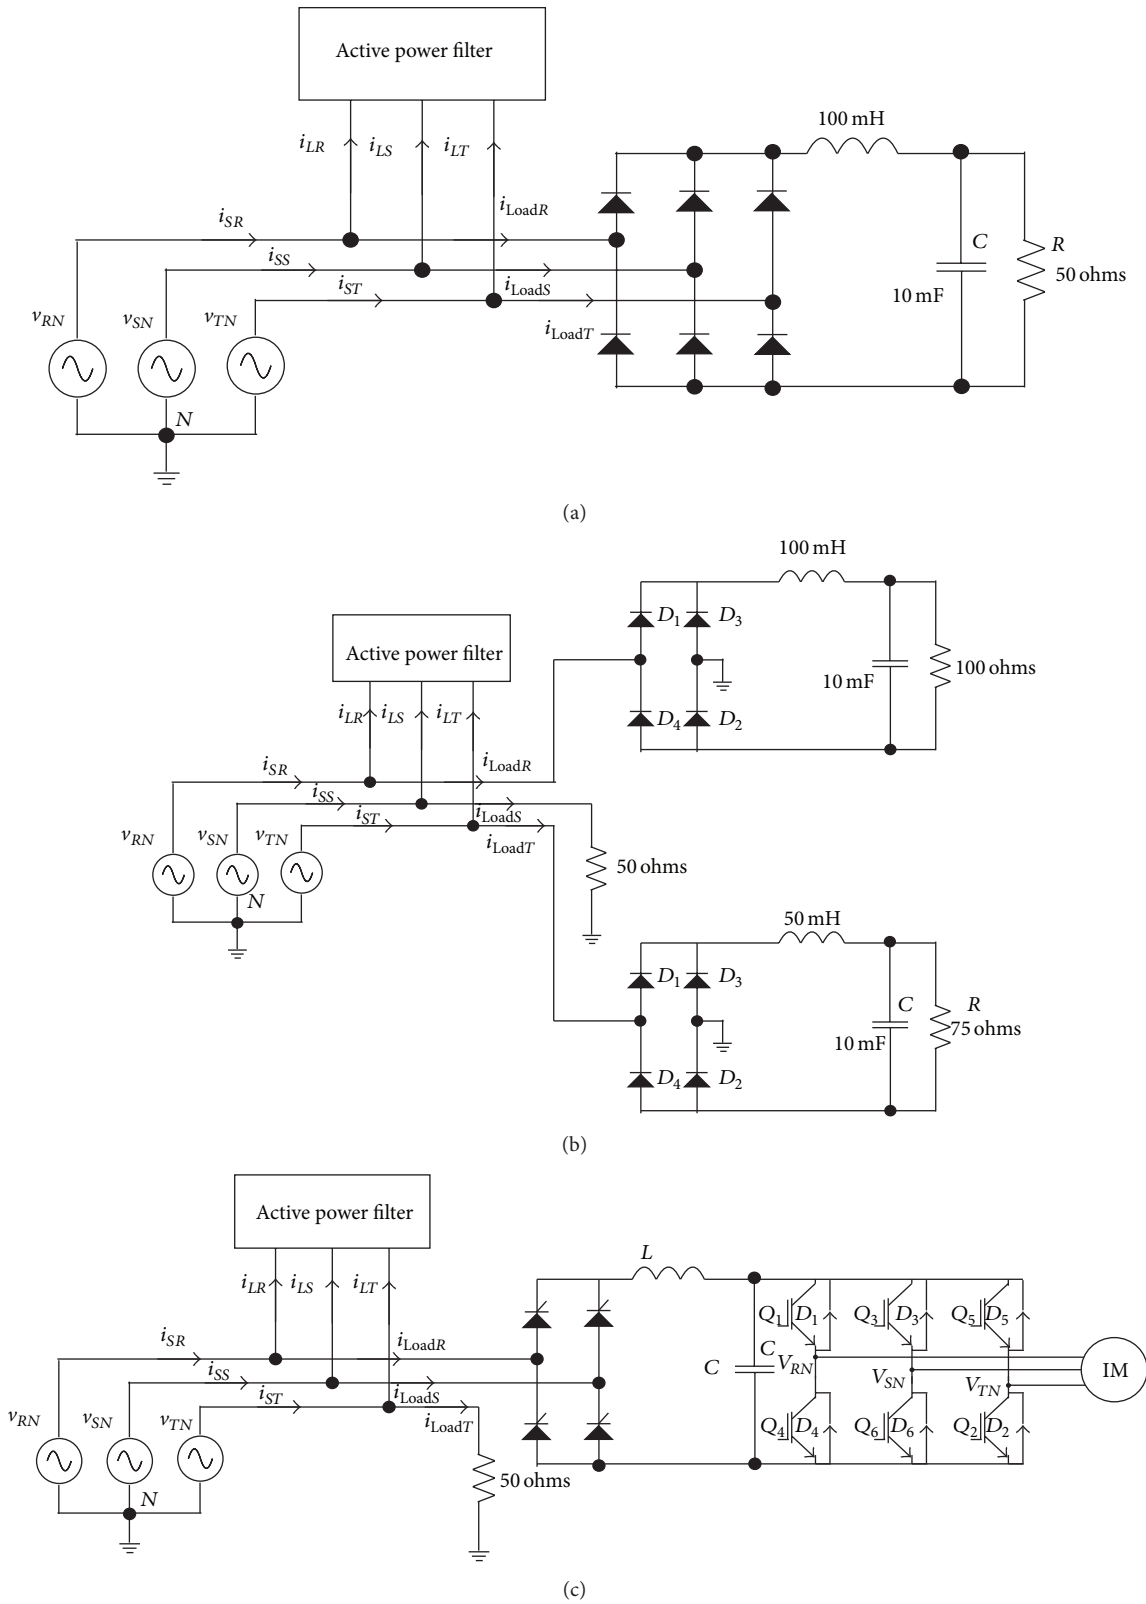 Active power filter
100 mH
i_LR
i_LS
i_LT
i_LoadR
i_SR
i_SS
i_LoadS
i_ST
i_LoadT
C
10 mF
R
50 ohms
v_RN
v_SN
v_TN
N
(a)
100 mH
Active power filter
D_1
D_3
10 mF
100 ohms
D_4
D_2
i_LR
i_LS
i_LT
i_SR
i_LoadR
i_SS
i_LoadS
i_ST
i_LoadT
v_RN
v_SN
v_TN
N
50 ohms
50 mH
D_1
D_3
C
10 mF
R
75 ohms
D_4
D_2
(b)
Active power filter
L
i_LR
i_LS
i_LT
Q_1
D_1
Q_3
D_3
Q_5
D_5
i_SR
i_LoadR
C
C
V_RN
V_SN
V_TN
IM
i_SS
i_LoadS
i_ST
i_LoadT
v_RN
v_SN
v_TN
Q_4
D_4
Q_6
D_6
Q_2
D_2
N
50 ohms
(c)